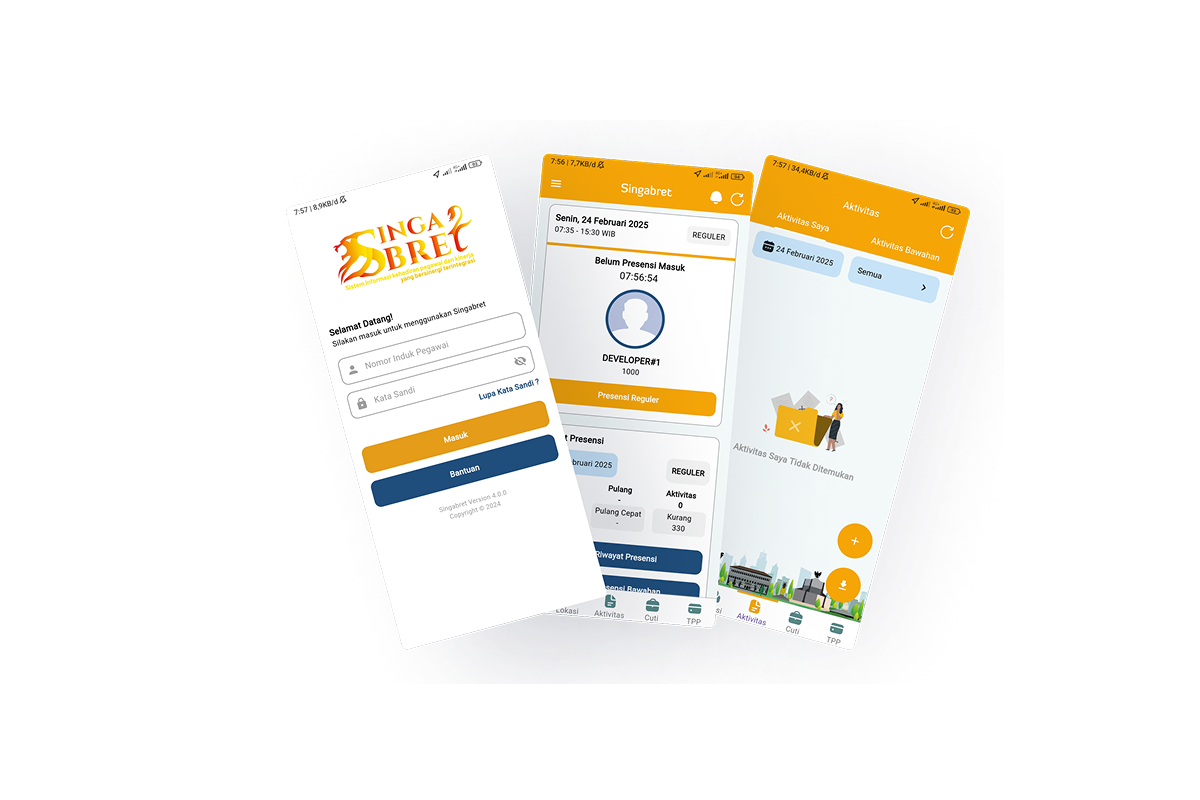 7:57 | 8,9KB/d
SINGA
BRET
Sistem informasi kehadiran pegawai dan kinerja
yang bersinergi terintegrasi
Selamat Datang!
Silakan masuk untuk menggunakan Singabret
Nomor Induk Pegawai
Kata Sandi
Lupa Kata Sandi ?
Masuk
Bantuan
Singabret Version 4.0.0
Copyright © 2024
7:56 | 7,7KB/d
Singabret
Senin, 24 Februari 2025
07:35 - 15:30 WIB
REGULER
Belum Presensi Masuk
07:56:54
DEVELOPER#1
1000
Presensi Reguler
t Presensi
bruari 2025
REGULER
Pulang
-
Aktivitas
0
Pulang Cepat
-
Kurang
330
Riwayat Presensi
sensi Bawahan
Lokasi
Aktivitas
Cuti
TPP
7:57 | 34,4KB/d
Aktivitas
Aktivitas Saya
Aktivitas Bawahan
24 Februari 2025
Semua
Aktivitas Saya Tidak Ditemukan
si
Aktivitas
Cuti
TPP